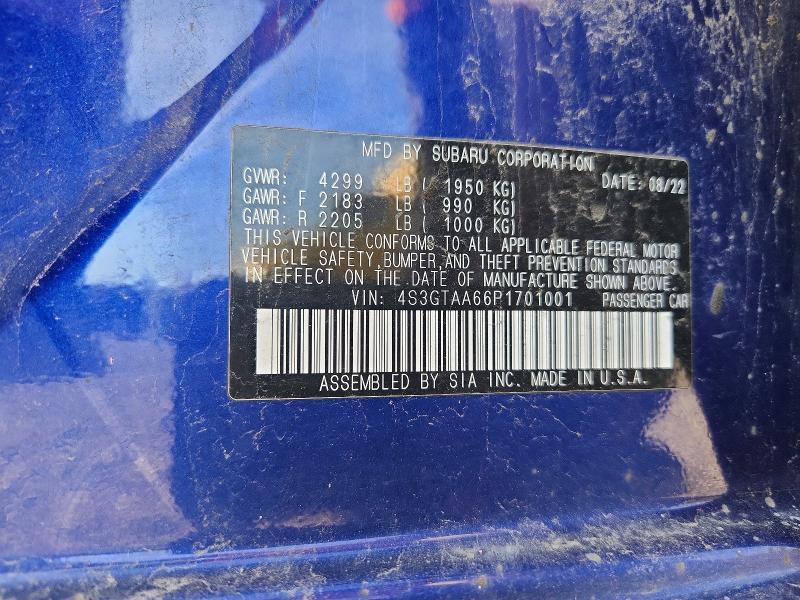 MFD BY SUBARU CORPORATION
GVWR: 4299 LB ( 1950 KG) DATE: 08/22
GAWR: F 2183 LB ( 990 KG)
GAWR: R 2205 LB ( 1000 KG)
THIS VEHICLE CONFORMS TO ALL APPLICABLE FEDERAL MOTOR
VEHICLE SAFETY, BUMPER, AND THEFT PREVENTION STANDARDS
IN EFFECT ON THE DATE OF MANUFACTURE SHOWN ABOVE.
VIN: 4S3GTAA66P1701001 PASSENGER CAR
ASSEMBLED BY SIA INC. MADE IN U.S.A.